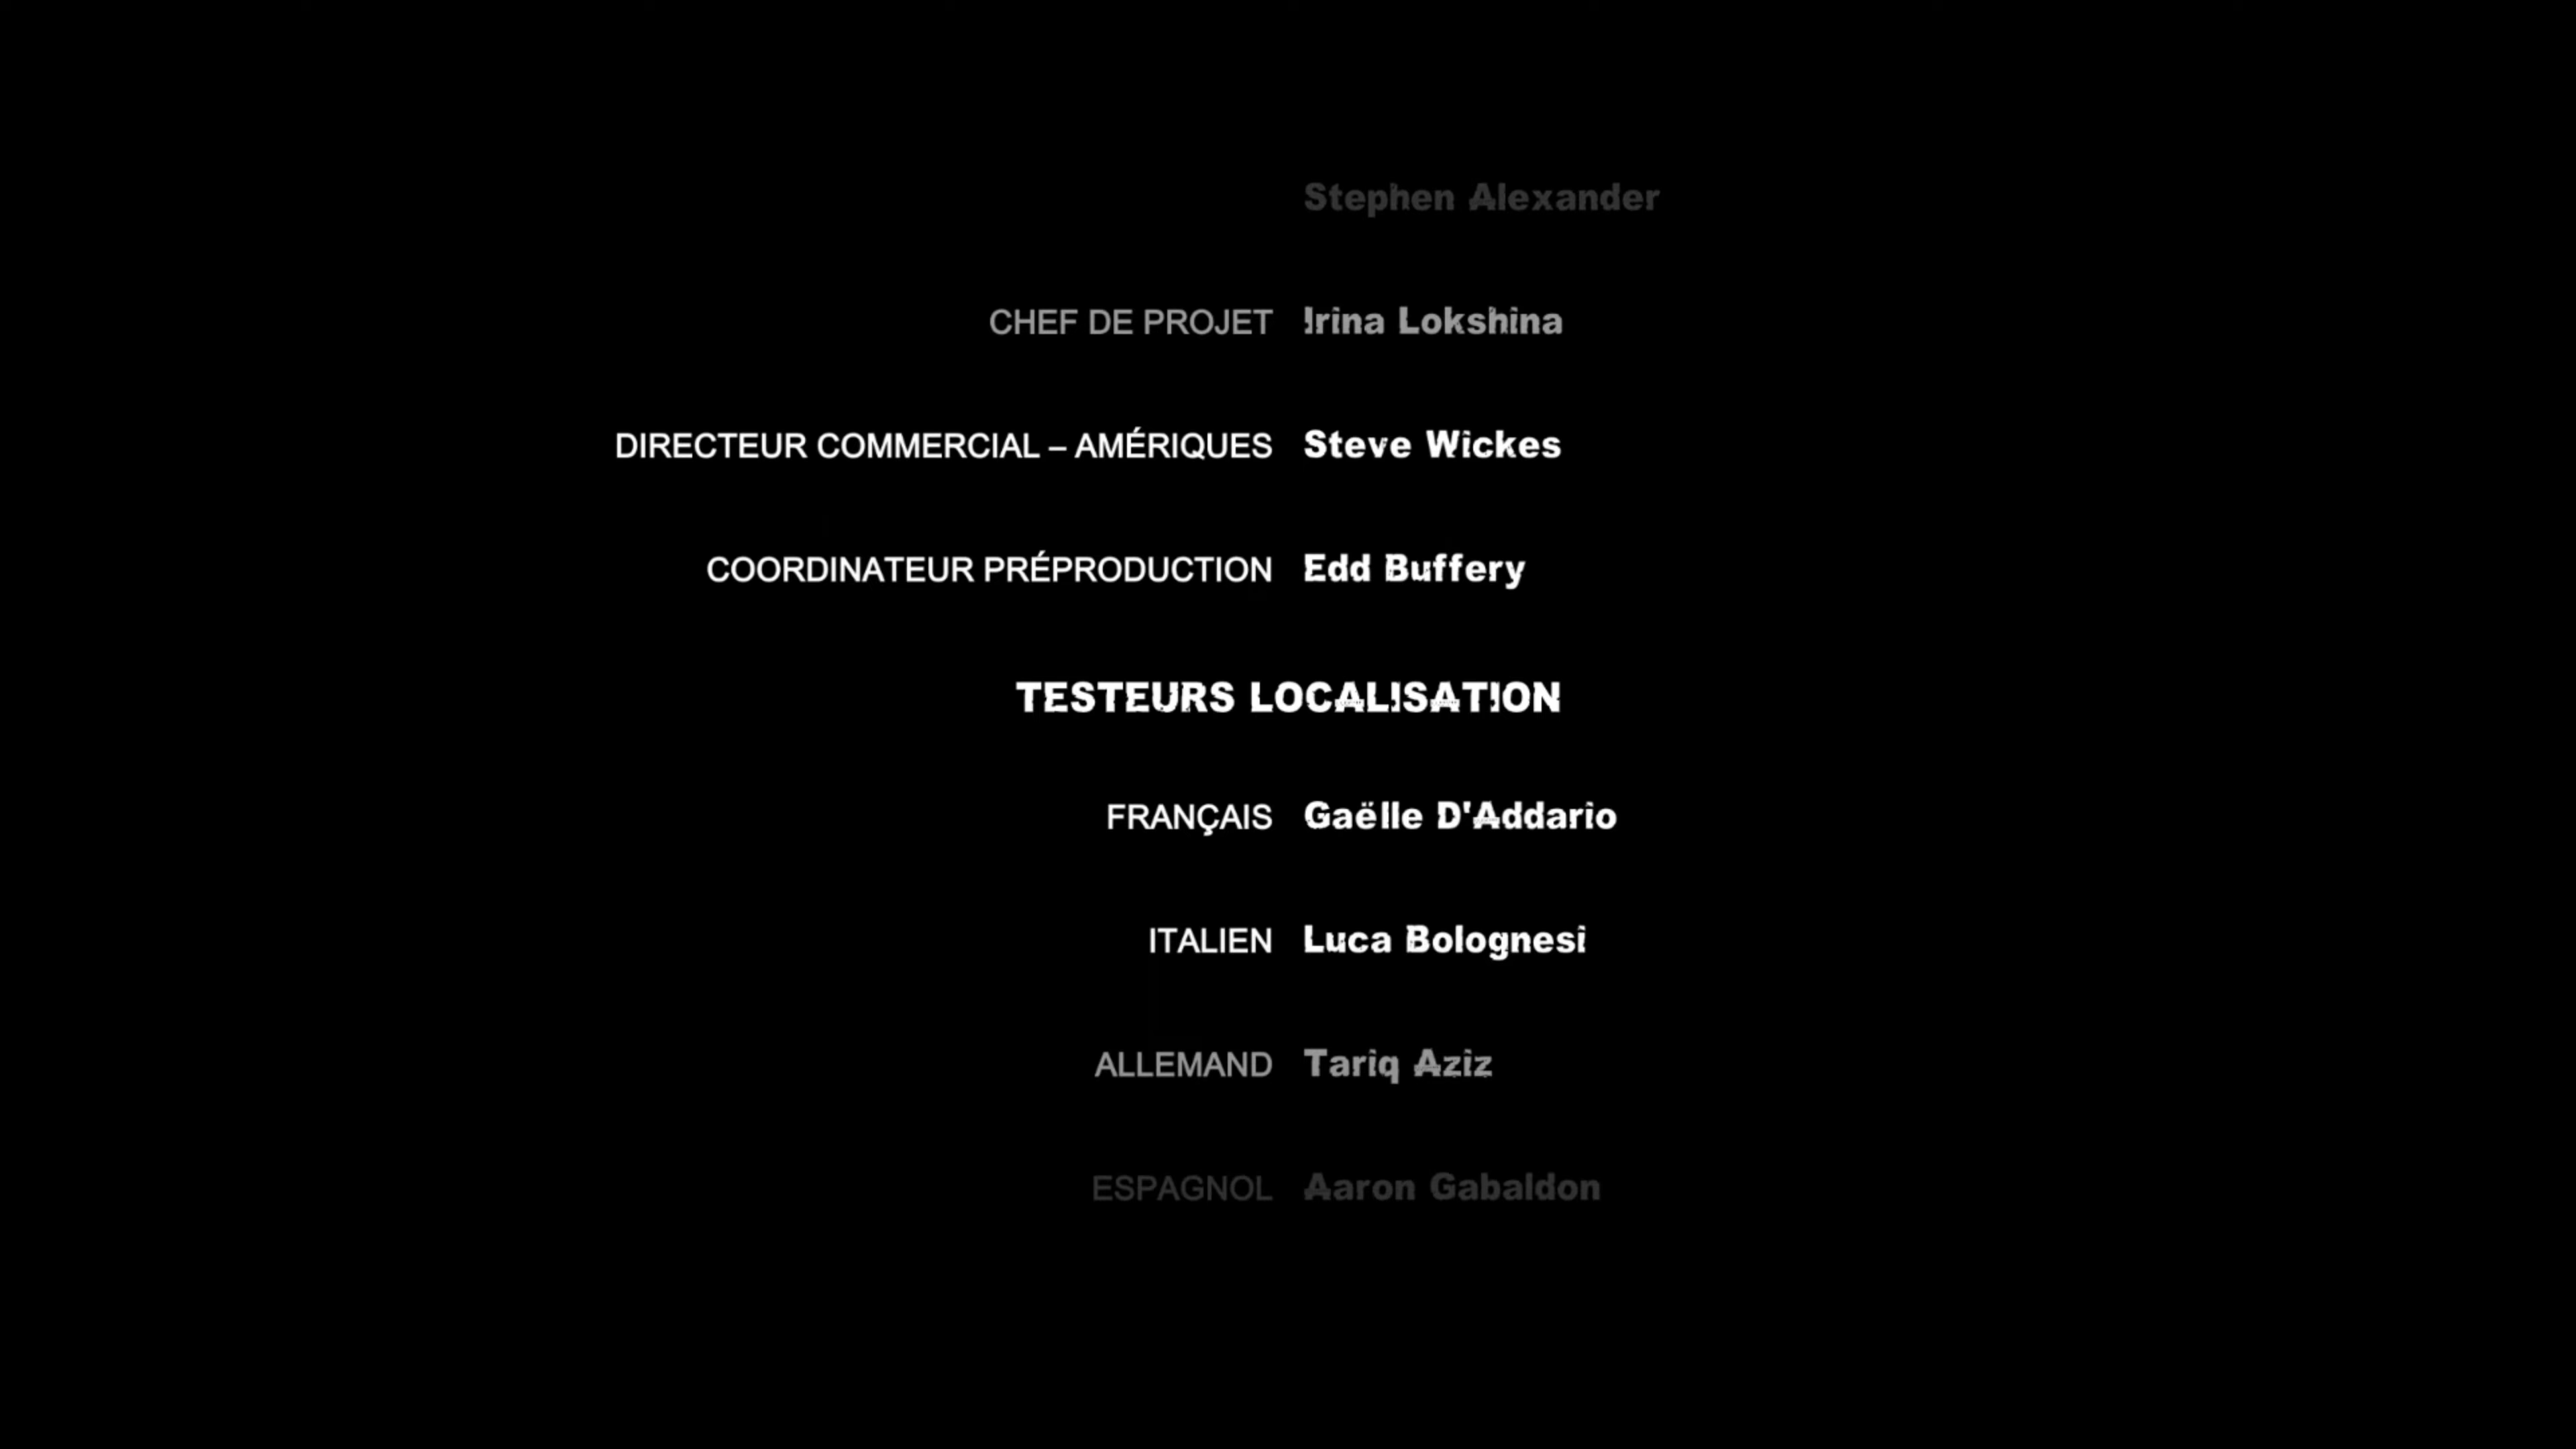 Stephen Alexander
CHEF DE PROJET Irina Lokshina
DIRECTEUR COMMERCIAL – AMÉRIQUES Steve Wickes
COORDINATEUR PRÉPRODUCTION Edd Buffery
TESTEURS LOCALISATION
FRANÇAIS Gaëlle D'Addario
ITALIEN Luca Bolognesi
ALLEMAND Tariq Aziz
ESPAGNOL Aaron Gabaldon